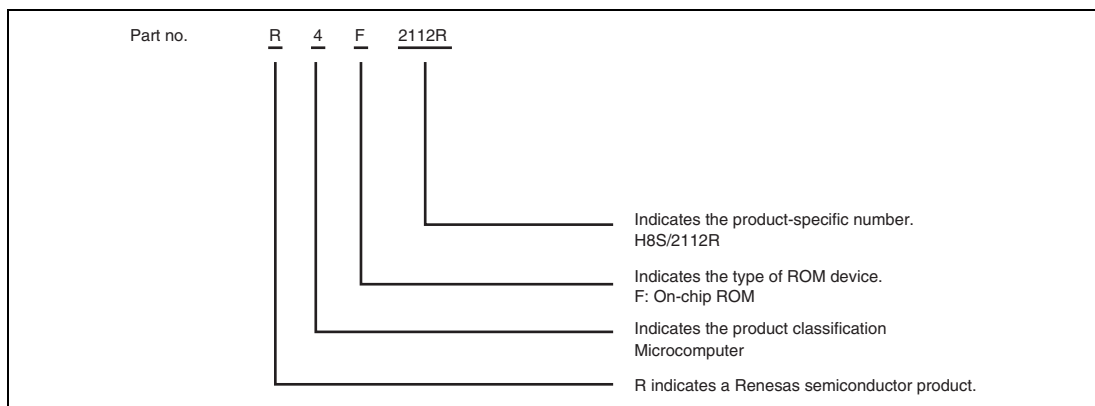 Part no. R 4 F 2112R
Indicates the product-specific number.
H8S/2112R
Indicates the type of ROM device.
F: On-chip ROM
Indicates the product classification
Microcomputer
R indicates a Renesas semiconductor product.